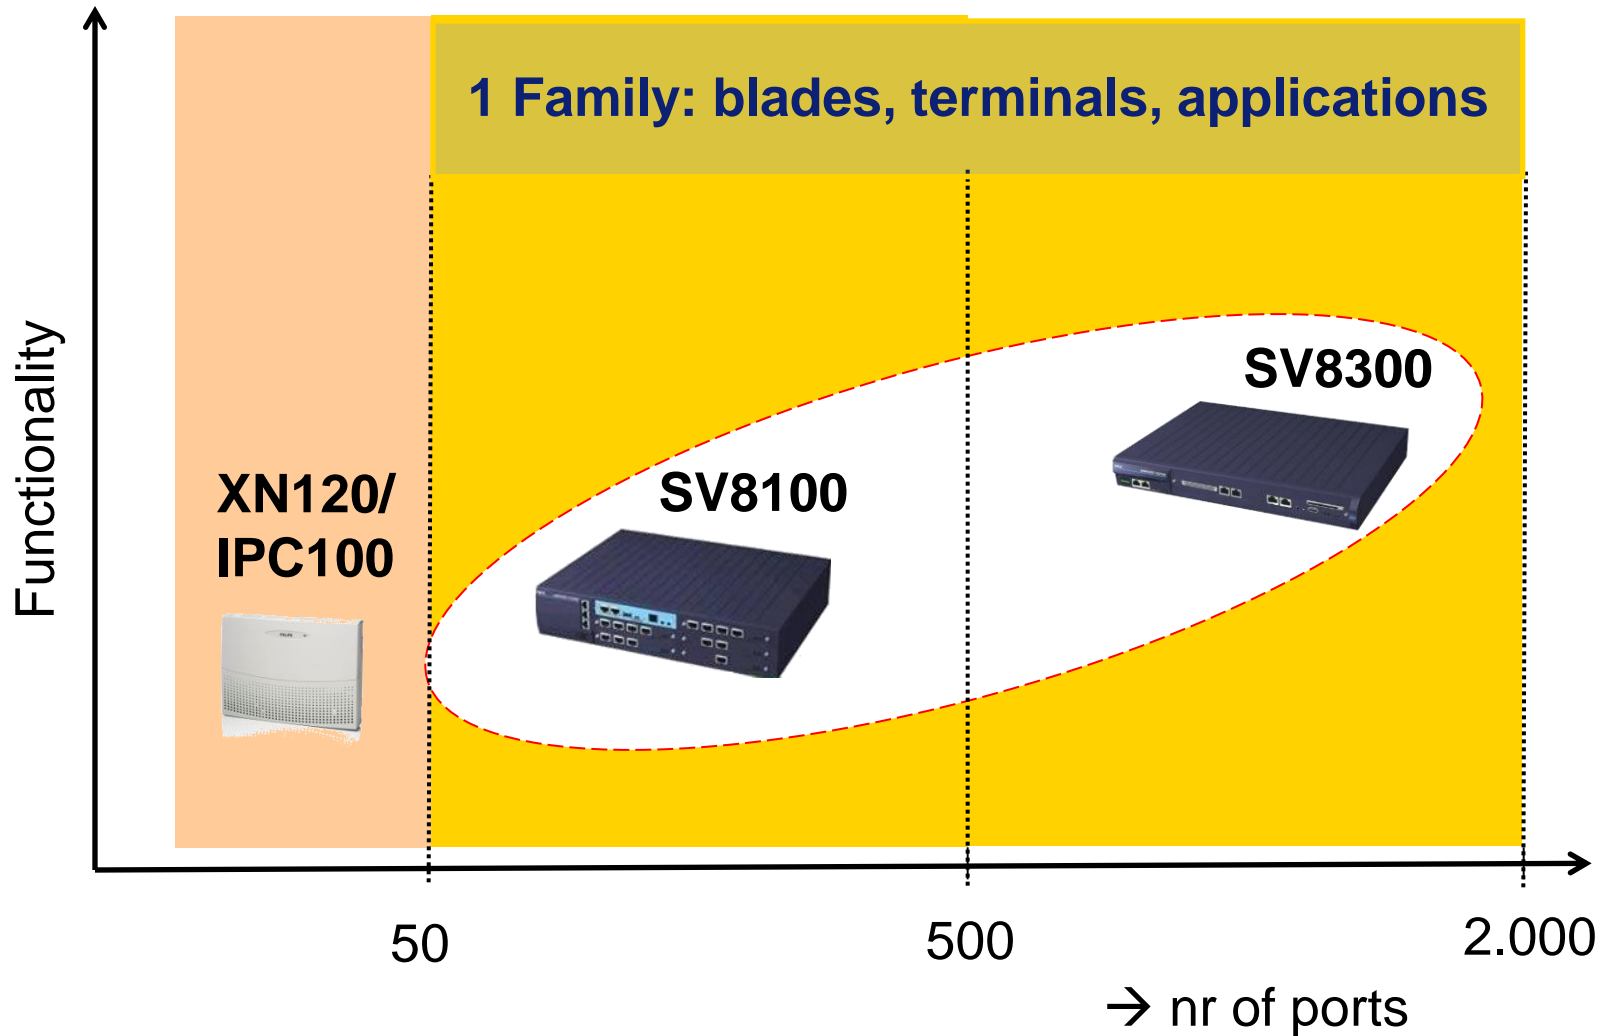 1 Family: blades, terminals, applications
Functionality
SV8300
SV8100
XN120/
IPC100
50
500
2.000
→ nr of ports